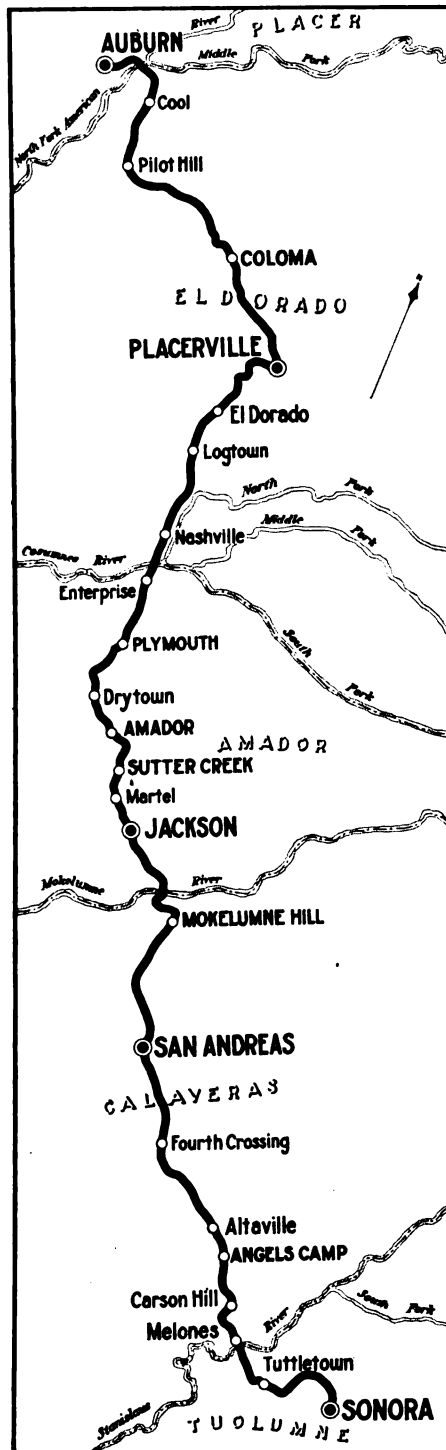 PLACER
River
AUBURN
Middle Fork
Cool
North Fork American
Pilot Hill
COLOMA
EL DORADO
PLACERVILLE
El Dorado
Logtown
North Fork
Middle Fork
Nashville
Cosumnes River
Enterprise
South Fork
PLYMOUTH
Drytown
AMADOR
AMADOR
SUTTER CREEK
Martel
JACKSON
Mokelumne River
MOKELUMNE HILL
SAN ANDREAS
CALAVERAS
Fourth Crossing
Altaville
ANGELS CAMP
Carson Hill
River
South Fork
Melones
Tuttletown
SONORA
Stanislaus
TUOLUMNE